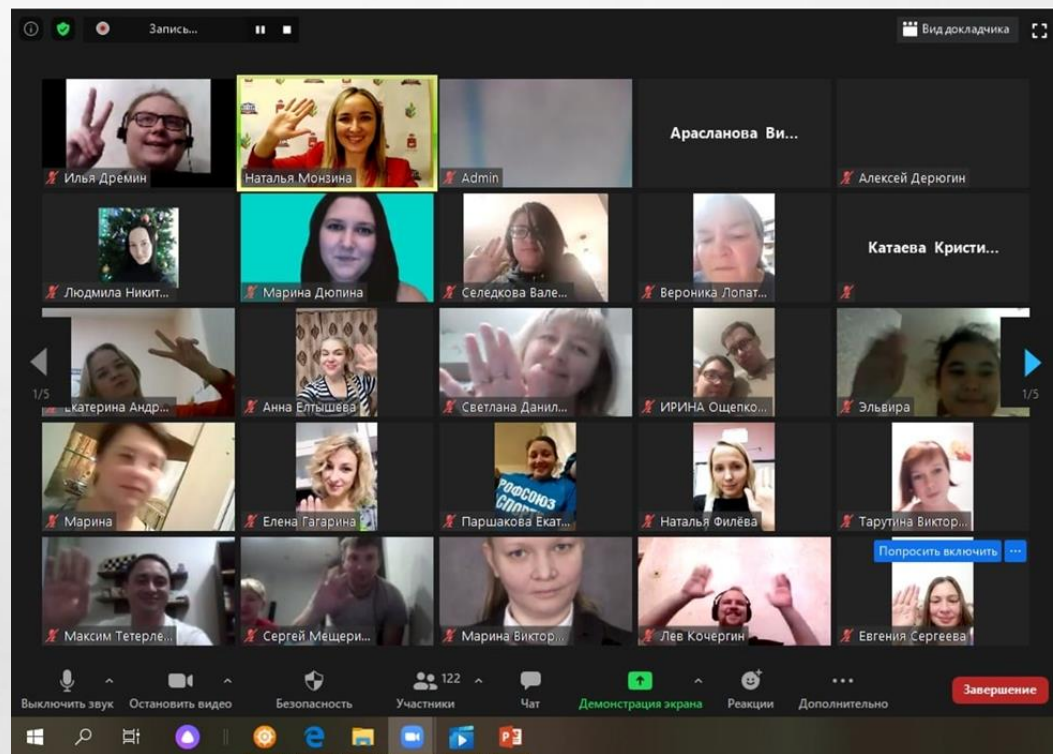 Запись...
Вид докладчика
Илья Дремин
Наталья Монзина
Admin
Арасланова Ви...
Алексей Дерюгин
Людмила Никит...
Марина Дюпина
Селедкова Вале...
Вероника Лопат...
Катаева Кристи...
1/5
Екатерина Андр...
Анна Елтышева
Светлана Данил...
ИРИНА Ощепко...
Эльвира
1/5
Марина
Елена Гагарина
РОФСОЮЗ
СПОРТ
Паршакова Екат...
Наталья Филёва
Тарутина Виктор...
Попросить включить ...
Максим Тетерле...
Сергей Мещери...
Марина Виктор...
Лев Кочергин
Евгения Сергеева
Выключить звук
Остановить видео
Безопасность
122
Участники
Чат
Демонстрация экрана
Реакции
Дополнительно
Завершение